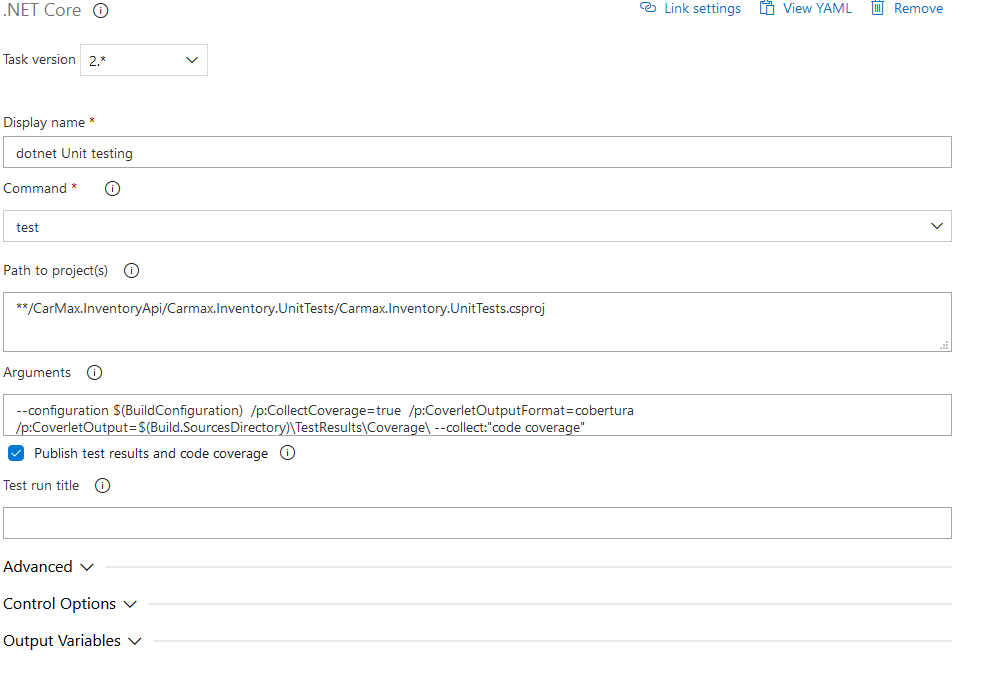 .NET Core
Link settings View YAML Remove
Task version 2.*
Display name *
dotnet Unit testing
Command *
test
Path to project(s)
**/CarMax.InventoryApi/Carmax.Inventory.UnitTests/Carmax.Inventory.UnitTests.csproj
Arguments
--configuration $(BuildConfiguration)  /p:CollectCoverage=true  /p:CoverletOutputFormat=cobertura
/p:CoverletOutput=$(Build.SourcesDirectory)\TestResults\Coverage\ --collect:"code coverage"
Publish test results and code coverage
Test run title
Advanced
Control Options
Output Variables